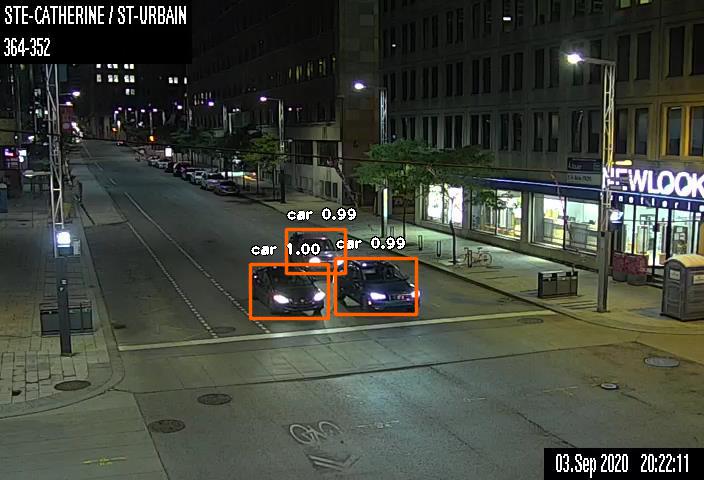 STE-CATHERINE / ST-URBAIN
364-352
car 0.99
car 1.00
car 0.99
NEWLOOK
03.Sep 2020 20:22:11